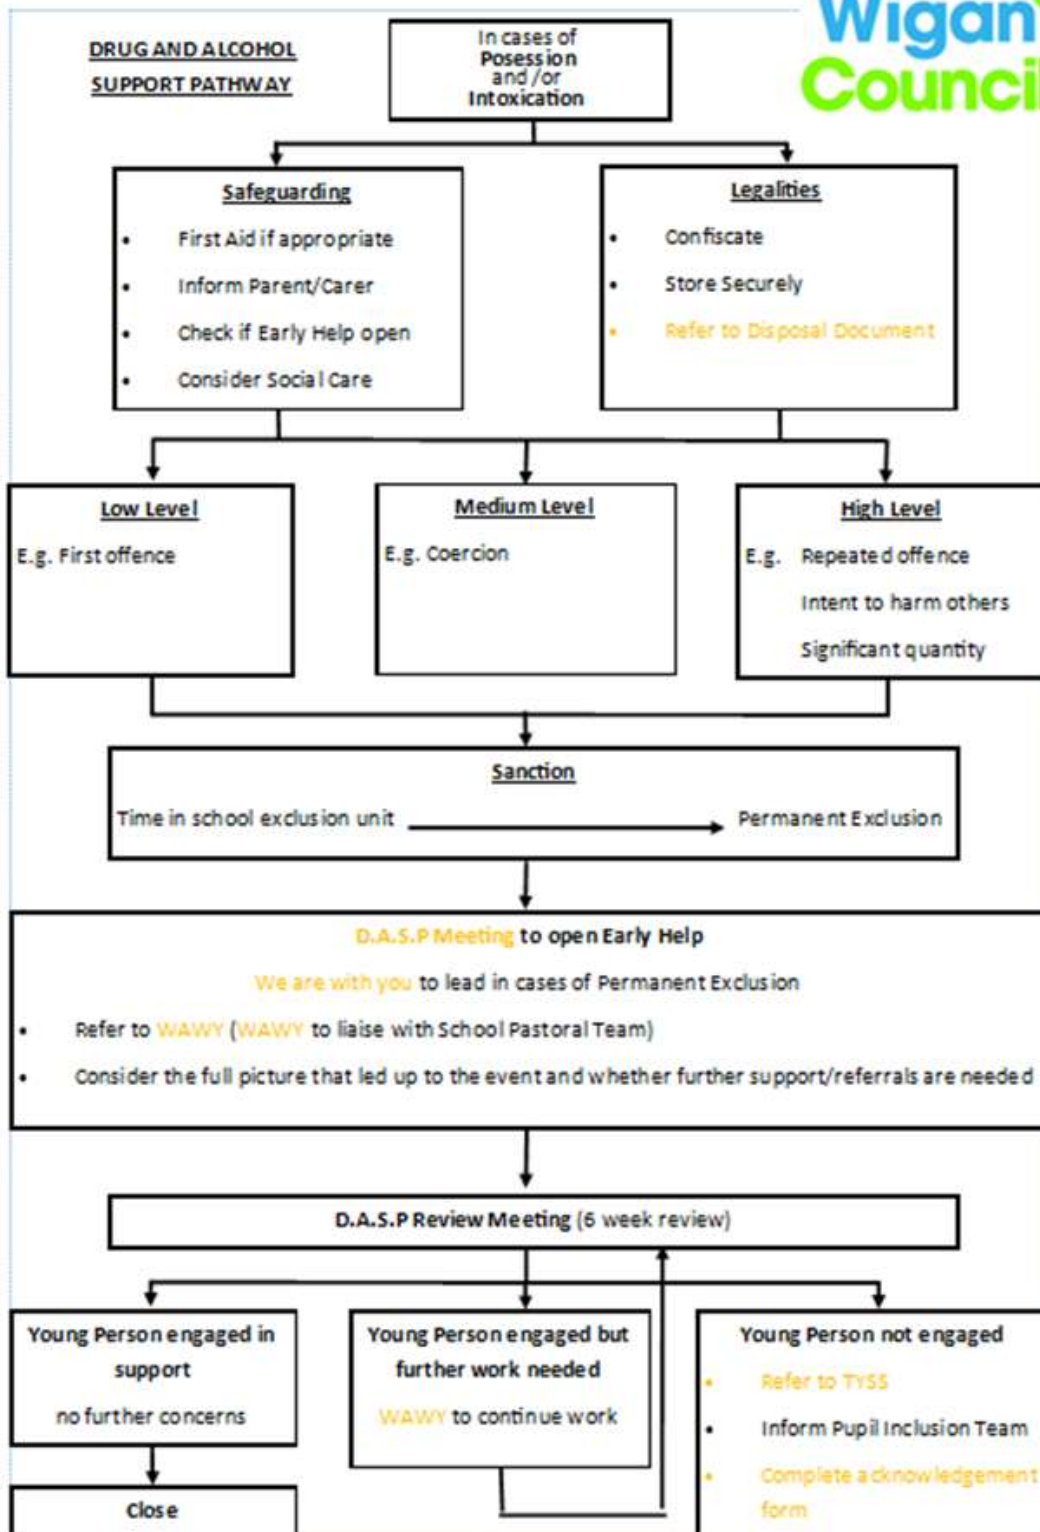 DRUG AND ALCOHOL
SUPPORT PATHWAY
Wigan
Council
In cases of
Posession
and /or
Intoxication
Safeguarding
• First Aid if appropriate
• Inform Parent/Carer
• Check if Early Help open
• Consider Social Care
Legalities
• Confiscate
• Store Securely
• Refer to Disposal Document
Low Level
E.g. First offence
Medium Level
E.g. Coercion
High Level
E.g. Repeated offence
Intent to harm others
Significant quantity
Sanction
Time in school exclusion unit Permanent Exclusion
D.A.S.P Meeting to open Early Help
We are with you to lead in cases of Permanent Exclusion
• Refer to WAWY (WAWY to liaise with School Pastoral Team)
• Consider the full picture that led up to the event and whether further support/referrals are needed
D.A.S.P Review Meeting (6 week review)
Young Person engaged in
support
no further concerns
Close
Young Person engaged but
further work needed
WAWY to continue work
Young Person not engaged
• Refer to TYSS
• Inform Pupil Inclusion Team
• Complete acknowledgement
form